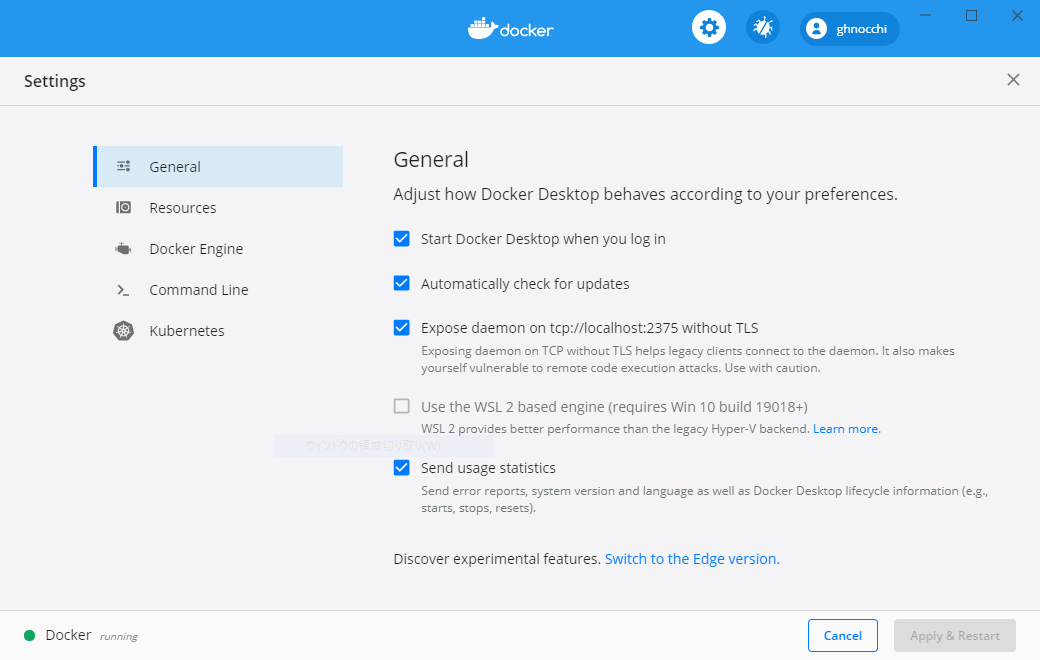 docker
ghnocchi
Settings
General
Resources
Docker Engine
Command Line
Kubernetes
General
Adjust how Docker Desktop behaves according to your preferences.
Start Docker Desktop when you log in
Automatically check for updates
Expose daemon on tcp://localhost:2375 without TLS
Exposing daemon on TCP without TLS helps legacy clients connect to the daemon. It also makes
yourself vulnerable to remote code execution attacks. Use with caution.
Use the WSL 2 based engine (requires Win 10 build 19018+)
WSL 2 provides better performance than the legacy Hyper-V backend. Learn more.
ウィンドウの領域切り取り(W)
Send usage statistics
Send error reports, system version and language as well as Docker Desktop lifecycle information (e.g.,
starts, stops, resets).
Discover experimental features. Switch to the Edge version.
Docker running
Cancel
Apply & Restart